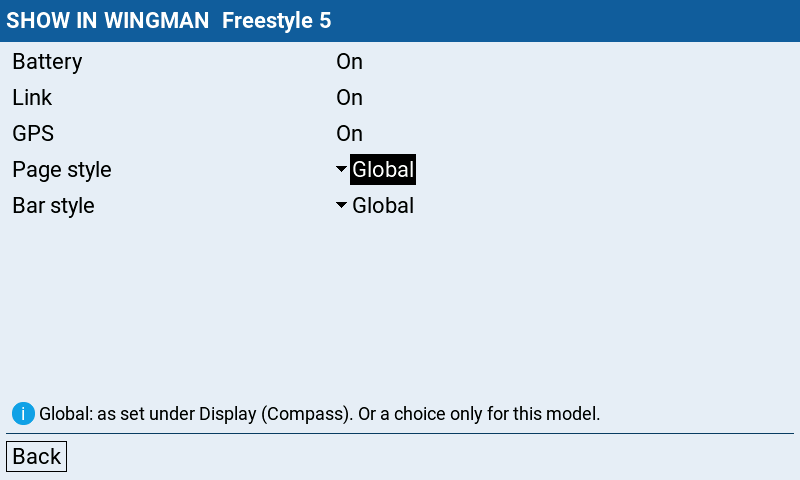 SHOW IN WINGMAN Freestyle 5
Battery On
Link On
GPS On
Page style Global
Bar style Global
i Global: as set under Display (Compass). Or a choice only for this model.
Back